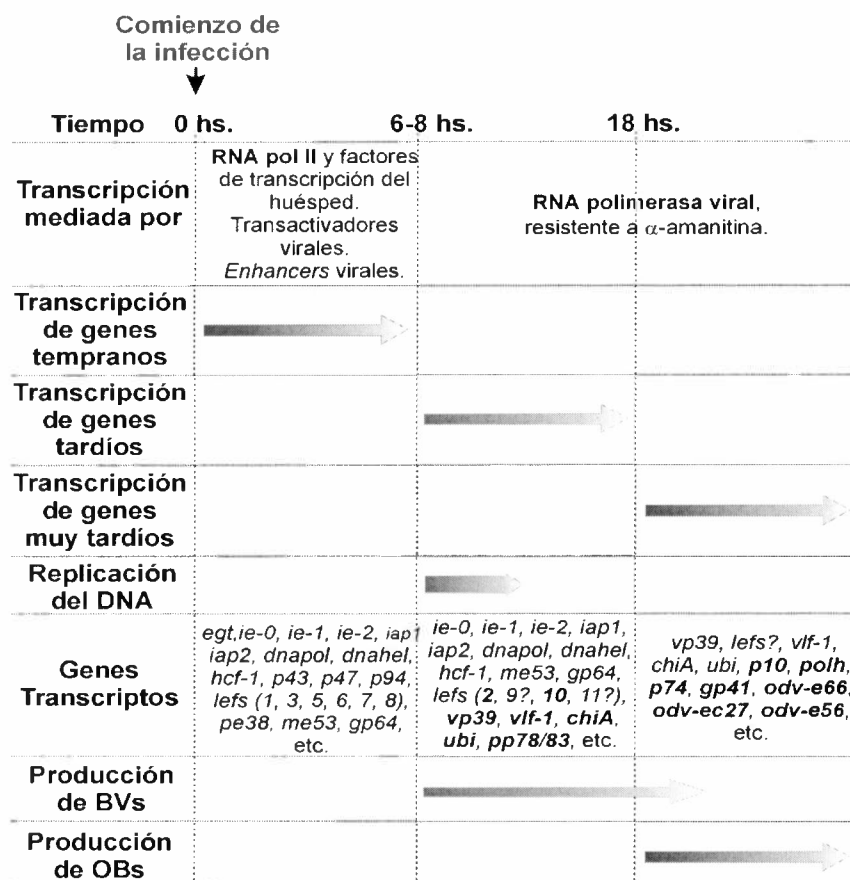 Comienzo de
la infección
Tiempo 0 hs. 6-8 hs. 18 hs.
Transcripción
mediada por
RNA pol II y factores
de transcripción del
huésped.
Transactivadores
virales.
Enhancers virales.
RNA polimerasa viral,
resistente a α-amanitina.
Transcripción
de genes
tempranos
Transcripción
de genes
tardíos
Transcripción
de genes
muy tardíos
Replicación
del DNA
Genes
Transcriptos
egt,ie-0, ie-1, ie-2, iap1
iap2, dnapol, dnahel,
hcf-1, p43, p47, p94,
lefs (1, 3, 5, 6, 7, 8),
pe38, me53, gp64,
etc.
ie-0, ie-1, ie-2, iap1,
iap2, dnapol, dnahel,
hcf-1, me53, gp64,
lefs (2, 9?, 10, 11?),
vp39, vlf-1, chiA,
ubi, pp78/83, etc.
vp39, lefs?, vlf-1,
chiA, ubi, p10, polh,
p74, gp41, odv-e66,
odv-ec27, odv-e56,
etc.
Producción
de BVs
Producción
de OBs